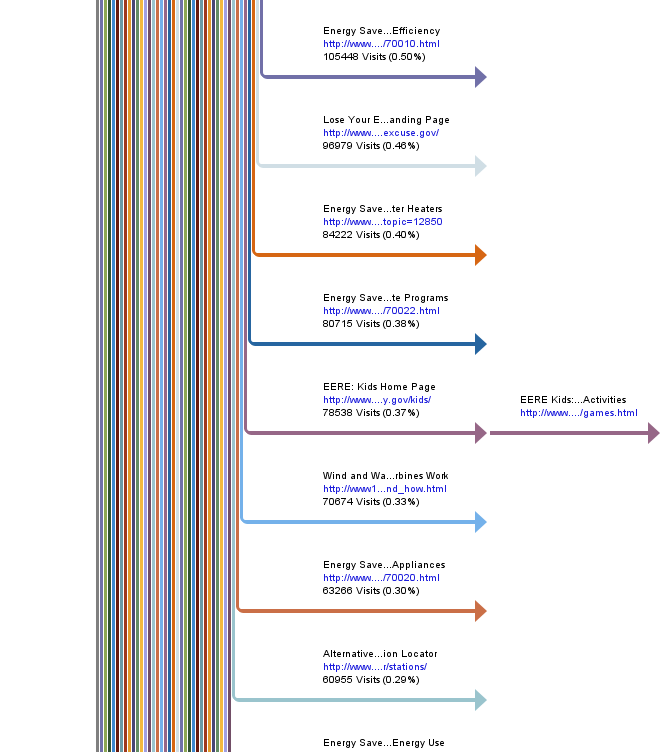 Energy Save...Efficiency
http://www..../70010.html
105448 Visits (0.50%)
Lose Your E...anding Page
http://www....excuse.gov/
96979 Visits (0.46%)
Energy Save...ter Heaters
http://www....topic=12850
84222 Visits (0.40%)
Energy Save...te Programs
http://www..../70022.html
80715 Visits (0.38%)
EERE: Kids Home Page
http://www....y.gov/kids/
78538 Visits (0.37%)
EERE Kids:...Activities
http://www..../games.html
Wind and Wa...rbines Work
http://www1...nd_how.html
70674 Visits (0.33%)
Energy Save...Appliances
http://www..../70020.html
63266 Visits (0.30%)
Alternative...ion Locator
http://www....r/stations/
60955 Visits (0.29%)
Energy Save...Energy Use